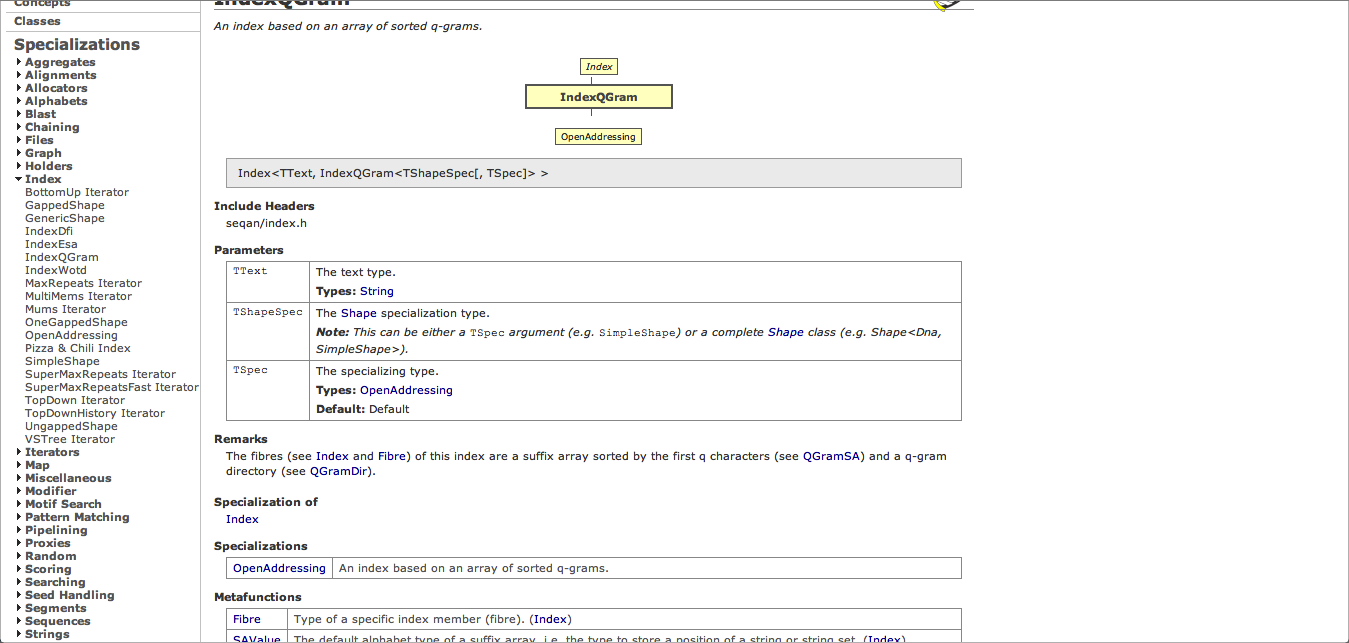 Concepts
Classes
Specializations
Aggregates
Alignments
Allocators
Alphabets
Blast
Chaining
Files
Graph
Holders
Index
BottomUp Iterator
GappedShape
GenericShape
IndexDfi
IndexEsa
IndexQGram
IndexWotd
MaxRepeats Iterator
MultiMems Iterator
Mums Iterator
OneGappedShape
OpenAddressing
Pizza & Chili Index
SimpleShape
SuperMaxRepeats Iterator
SuperMaxRepeatsFast Iterator
TopDown Iterator
TopDownHistory Iterator
UngappedShape
VSTree Iterator
Iterators
Map
Miscellaneous
Modifier
Motif Search
Pattern Matching
Pipelining
Proxies
Random
Scoring
Searching
Seed Handling
Segments
Sequences
Strings
IndexQGram
An index based on an array of sorted q-grams.
Index
IndexQGram
OpenAddressing
Index<TText, IndexQGram<TShapeSpec[, TSpec]> >
Include Headers
seqan/index.h
Parameters
TText
The text type.
Types: String
TShapeSpec
The Shape specialization type.
Note: This can be either a TSpec argument (e.g. SimpleShape) or a complete Shape class (e.g. Shape<Dna,
SimpleShape>).
TSpec
The specializing type.
Types: OpenAddressing
Default: Default
Remarks
The fibres (see Index and Fibre) of this index are a suffix array sorted by the first q characters (see QGramSA) and a q-gram
directory (see QGramDir).
Specialization of
Index
Specializations
OpenAddressing An index based on an array of sorted q-grams.
Metafunctions
Fibre Type of a specific index member (fibre). (Index)
SAValue The default alphabet type of a suffix array, i.e. the type to store a position of a string or string set. (Index)